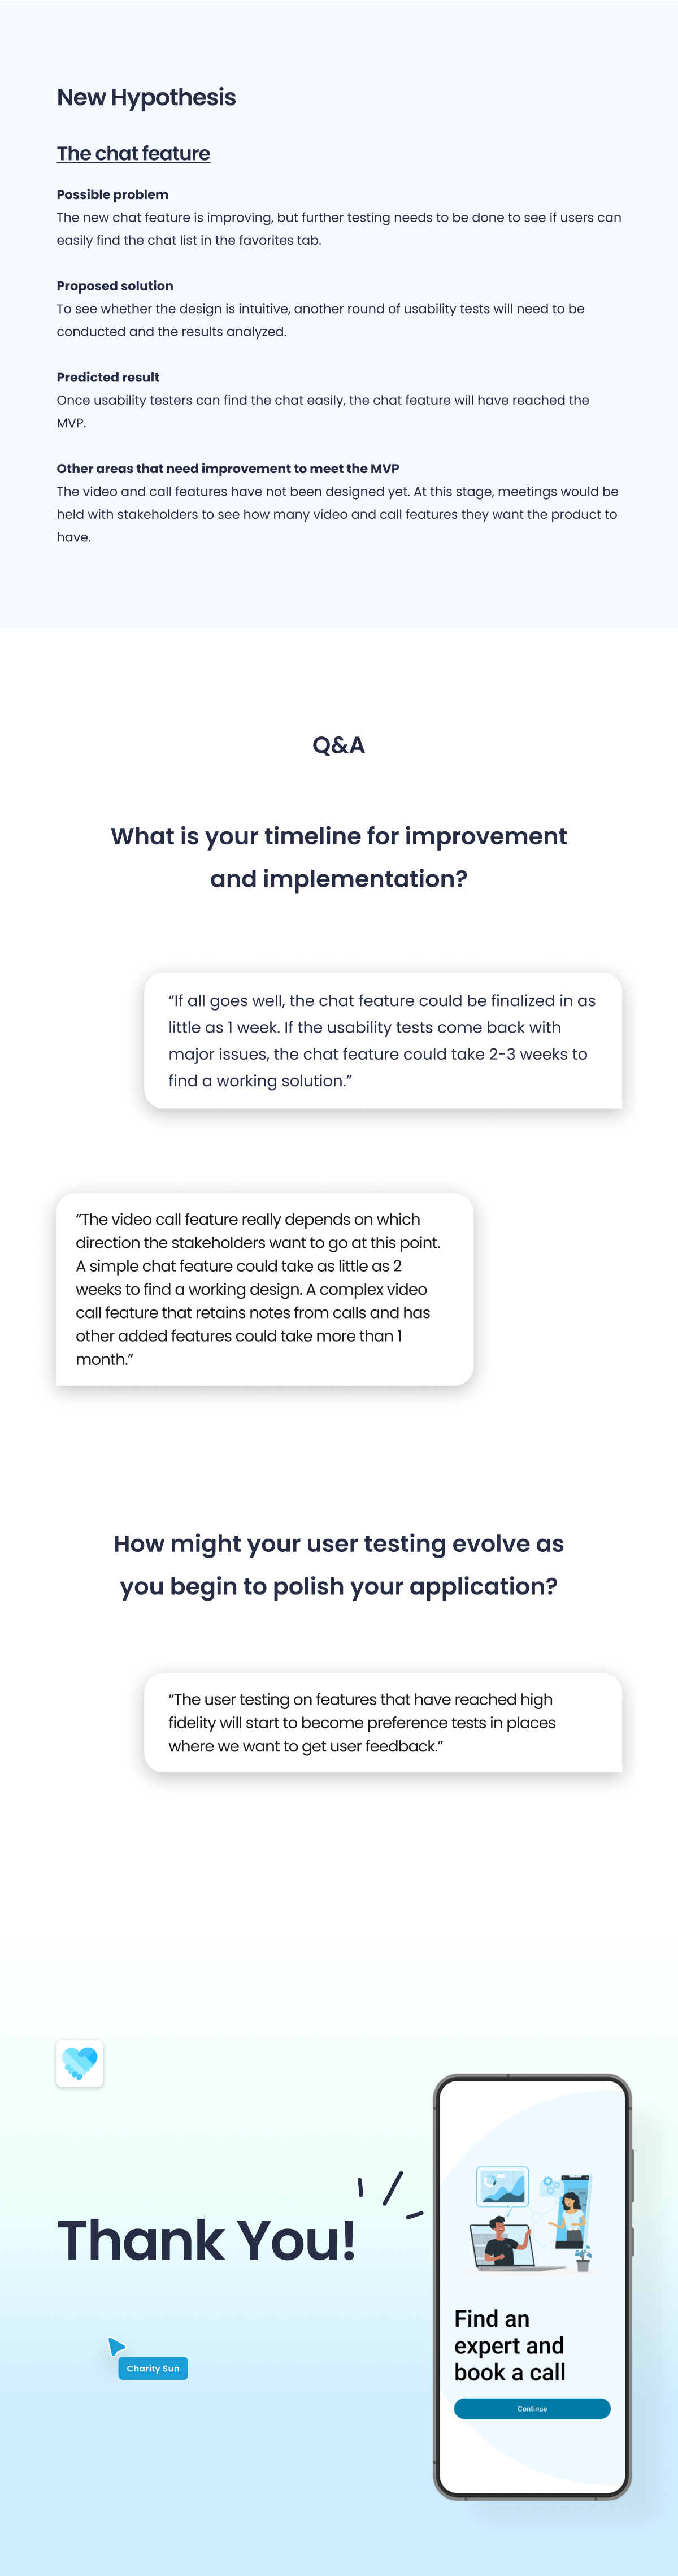 New Hypothesis
The chat feature
Possible problem
The new chat feature is improving, but further testing needs to be done to see if users can
easily find the chat list in the favorites tab.
Proposed solution
To see whether the design is intuitive, another round of usability tests will need to be
conducted and the results analyzed.
Predicted result
Once usability testers can find the chat easily, the chat feature will have reached the
MVP.
Other areas that need improvement to meet the MVP
The video and call features have not been designed yet. At this stage, meetings would be
held with stakeholders to see how many video and call features they want the product to
have.
Q&A
What is your timeline for improvement
and implementation?
“If all goes well, the chat feature could be finalized in as
little as 1 week. If the usability tests come back with
major issues, the chat feature could take 2-3 weeks to
find a working solution.”
“The video call feature really depends on which
direction the stakeholders want to go at this point.
A simple chat feature could take as little as 2
weeks to find a working design. A complex video
call feature that retains notes from calls and has
other added features could take more than 1
month.”
How might your user testing evolve as
you begin to polish your application?
“The user testing on features that have reached high
fidelity will start to become preference tests in places
where we want to get user feedback.”
Thank You!
Charity Sun
Find an
expert and
book a call
Continue